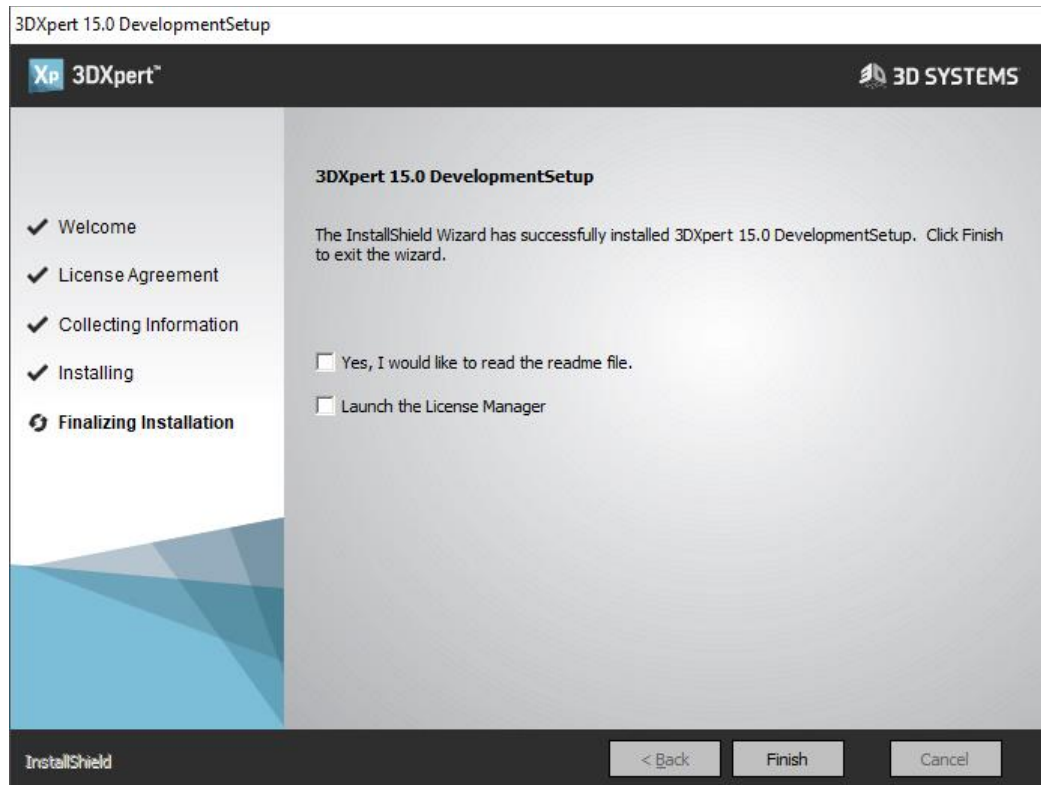 3DXpert 15.0 DevelopmentSetup
Xp 3DXpert™
3D SYSTEMS
Welcome
License Agreement
Collecting Information
Installing
Finalizing Installation
3DXpert 15.0 DevelopmentSetup
The InstallShield Wizard has successfully installed 3DXpert 15.0 DevelopmentSetup. Click Finish
to exit the wizard.
Yes, I would like to read the readme file.
Launch the License Manager
InstallShield
< Back
Finish
Cancel